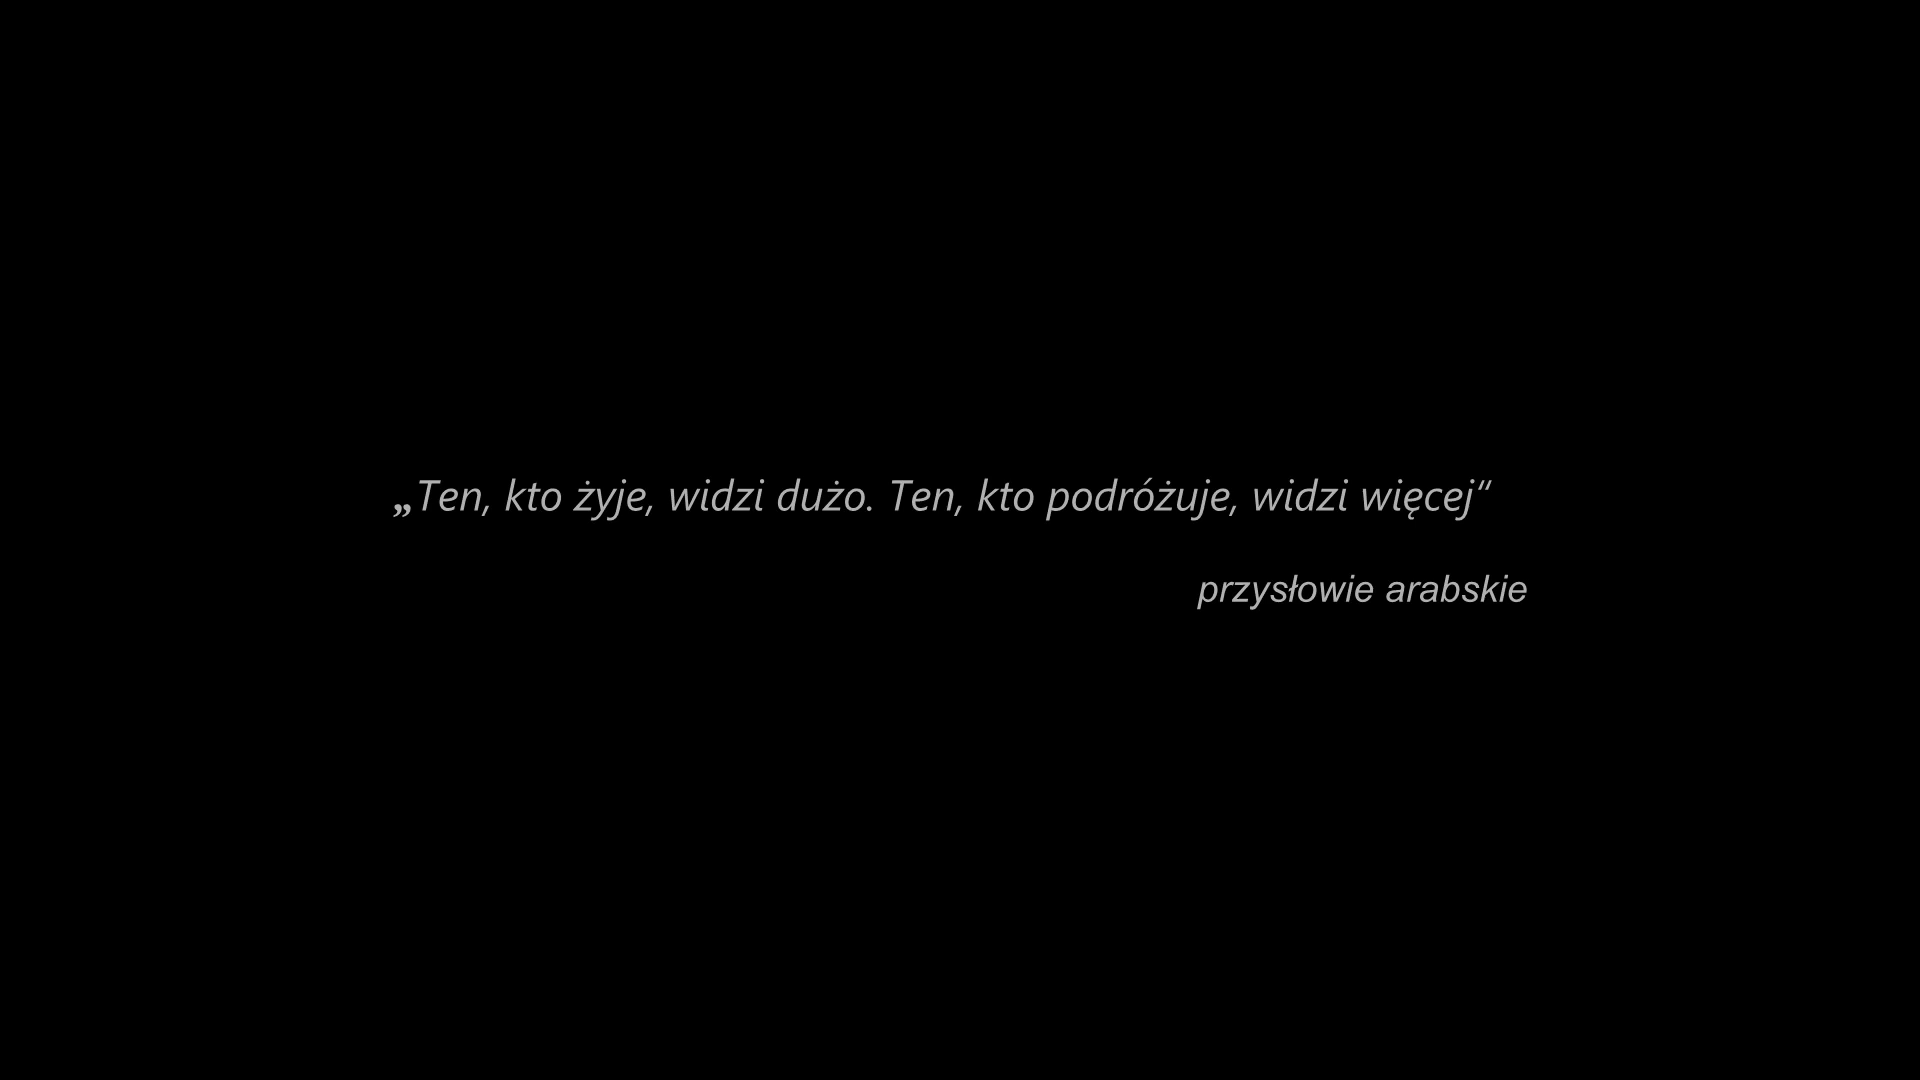 „Ten, kto żyje, widzi dużo. Ten, kto podróżuje, widzi więcej“
przysłowie arabskie